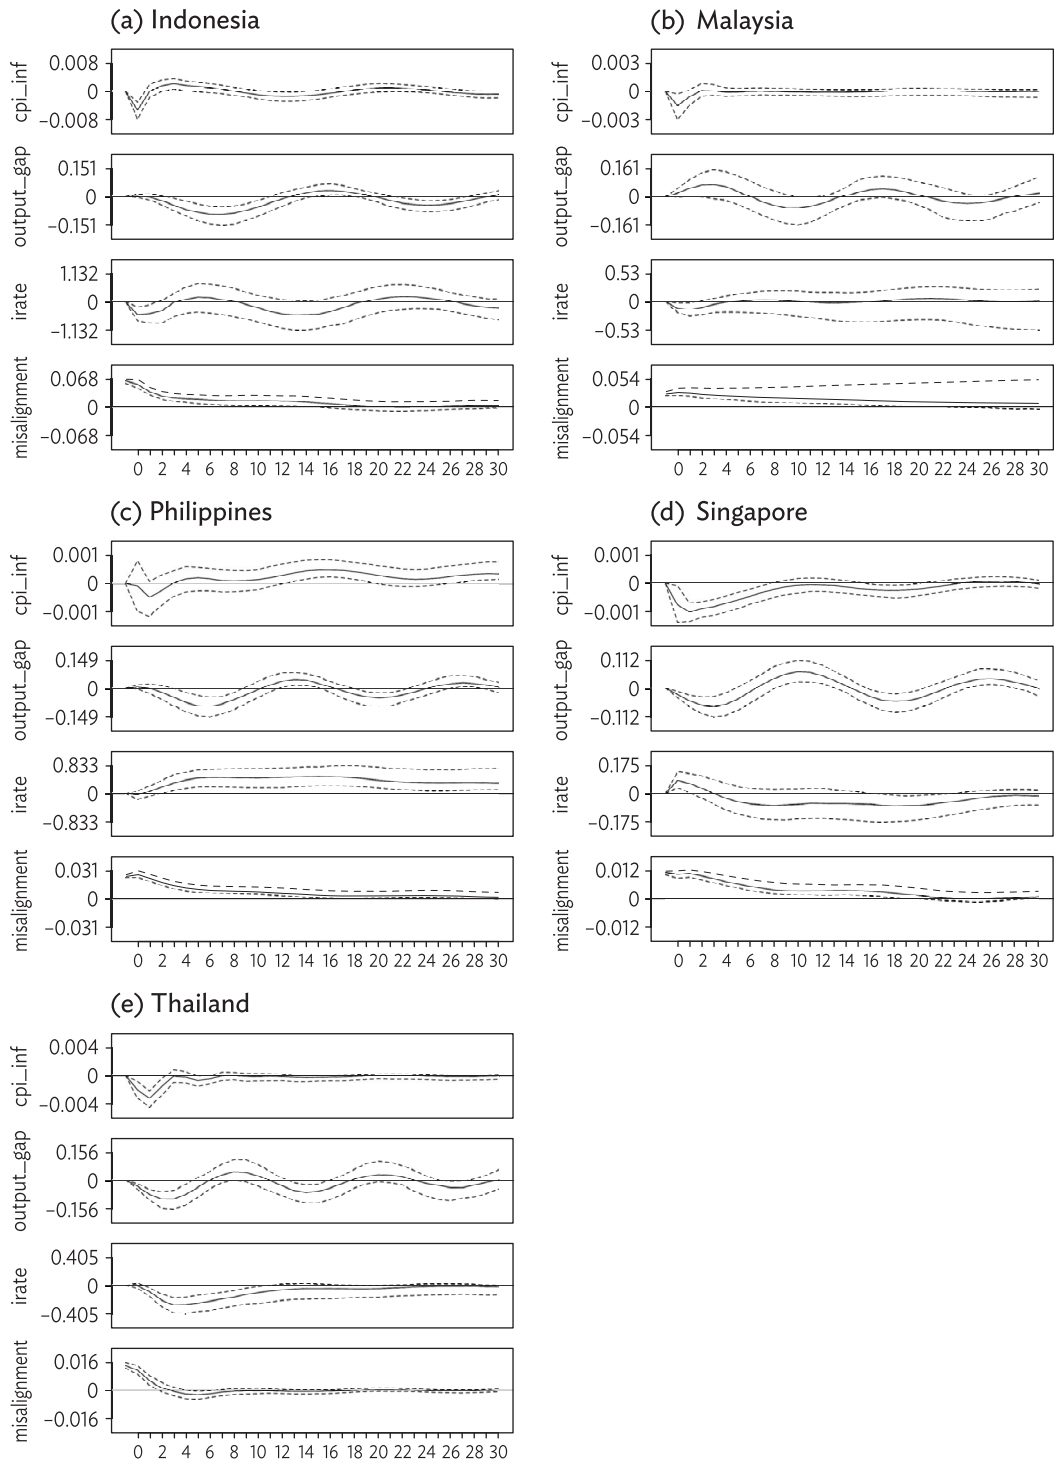 (a) Indonesia
cpi_inf
0.008
0
−0.008
output_gap
0.151
0
−0.151
irate
1.132
0
−1.132
misalignment
0.068
0
−0.068
0 2 4 6 8 10 12 14 16 18 20 22 24 26 28 30
(b) Malaysia
cpi_inf
0.003
0
−0.003
output_gap
0.161
0
−0.161
irate
0.53
0
−0.53
misalignment
0.054
0
−0.054
0 2 4 6 8 10 12 14 16 18 20 22 24 26 28 30
(c) Philippines
cpi_inf
0.001
0
−0.001
output_gap
0.149
0
−0.149
irate
0.833
0
−0.833
misalignment
0.031
0
−0.031
0 2 4 6 8 10 12 14 16 18 20 22 24 26 28 30
(d) Singapore
cpi_inf
0.001
0
−0.001
output_gap
0.112
0
−0.112
irate
0.175
0
−0.175
misalignment
0.012
0
−0.012
0 2 4 6 8 10 12 14 16 18 20 22 24 26 28 30
(e) Thailand
cpi_inf
0.004
0
−0.004
output_gap
0.156
0
−0.156
irate
0.405
0
−0.405
misalignment
0.016
0
−0.016
0 2 4 6 8 10 12 14 16 18 20 22 24 26 28 30